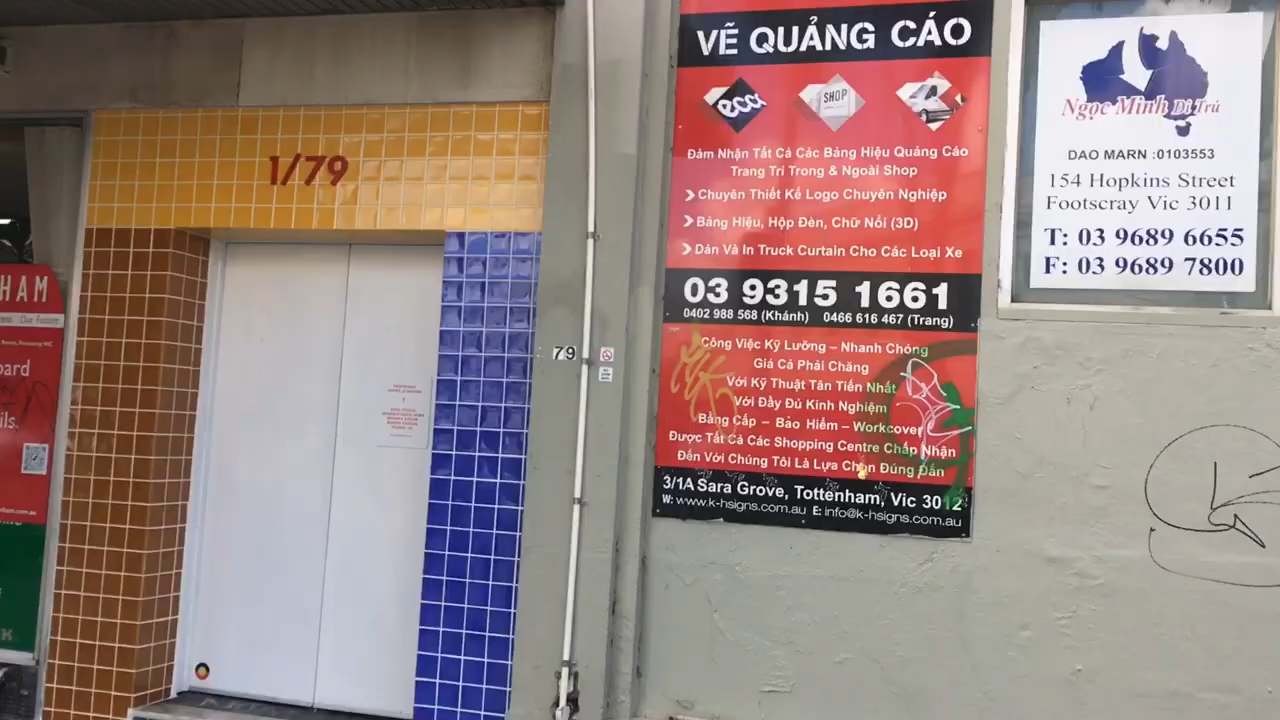 1/79
HAM
oard
ils.
79
VẼ QUẢNG CÁO
ecci
SHOP
Đảm Nhận Tất Cả Các Bảng Hiệu Quảng Cáo
Trang Trí Trong & Ngoài Shop
Chuyên Thiết Kế Logo Chuyên Nghiệp
Bảng Hiệu, Hộp Đèn, Chữ Nổi (3D)
Dán Và In Truck Curtain Cho Các Loại Xe
03 9315 1661
0402 988 568 (Khánh) 0466 616 467 (Trang)
Công Việc Kỹ Lưỡng – Nhanh Chóng
Giá Cả Phải Chăng
Với Kỹ Thuật Tân Tiến Nhất
Với Đầy Đủ Kinh Nghiệm
Bằng Cấp – Bảo Hiểm – Workcover
Được Tất Cả Các Shopping Centre Chấp Nhận
Đến Với Chúng Tôi Là Lựa Chọn Đúng Đắn
3/1A Sara Grove, Tottenham, Vic 3012
W: www.k-hsigns.com.au E: info@k-hsigns.com.au
Ngọc Minh Di Trú
DAO MARN :0103553
154 Hopkins Street
Footscray Vic 3011
T: 03 9689 6655
F: 03 9689 7800